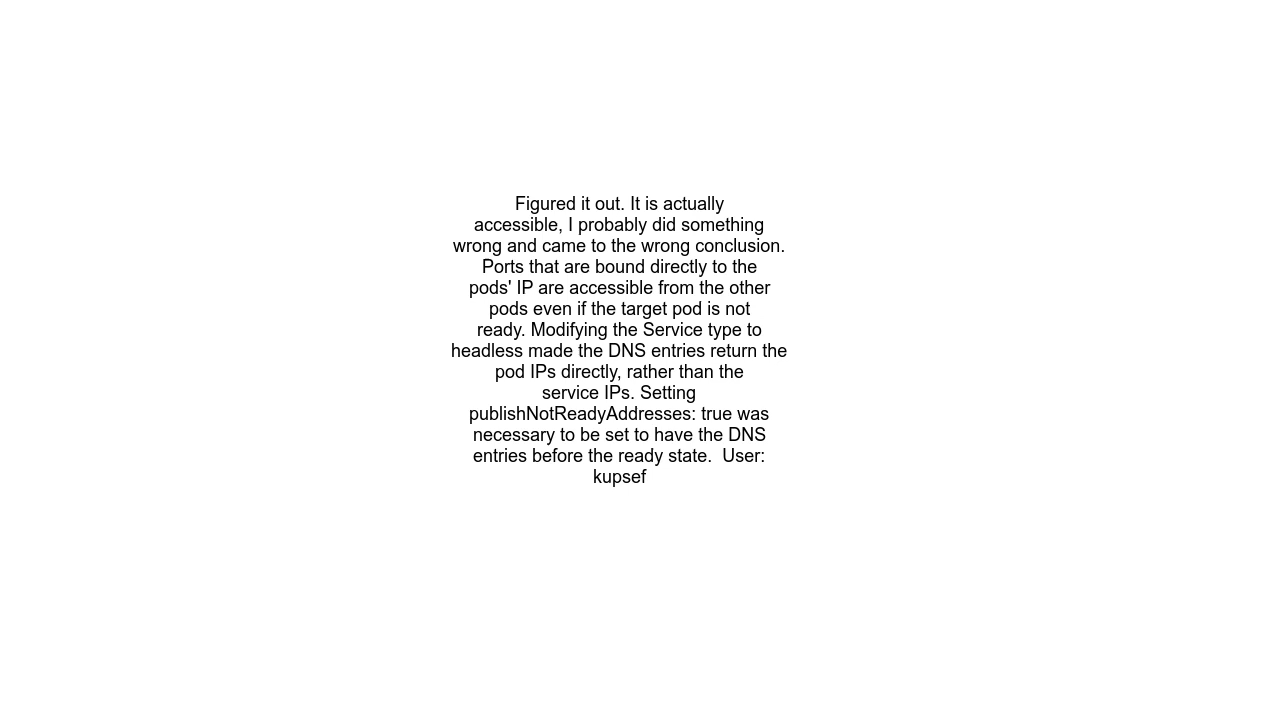 Figured it out. It is actually
accessible, I probably did something
wrong and came to the wrong conclusion.
Ports that are bound directly to the
pods' IP are accessible from the other
pods even if the target pod is not
ready. Modifying the Service type to
headless made the DNS entries return the
pod IPs directly, rather than the
service IPs. Setting
publishNotReadyAddresses: true was
necessary to be set to have the DNS
entries before the ready state.  User:
kupsef